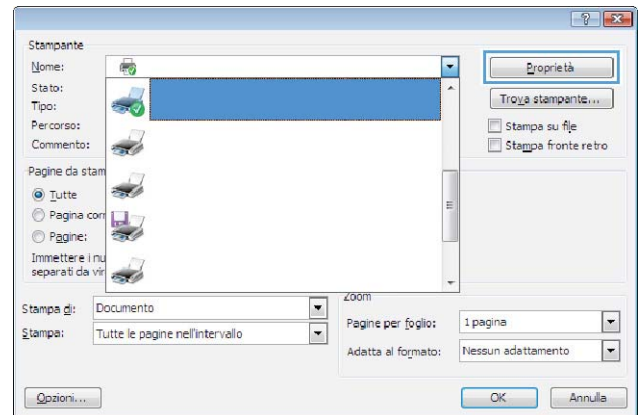 Stampante
Nome:
Proprietà
Stato:
Tipo:
Trova stampante...
Percorso:
Stampa su file
Commento:
Stampa fronte retro
Pagine da stam
Tutte
Pagina corr
Pagine:
Immettere i nu
separati da vir
Stampa di: Documento
Zoom
Pagine per foglio: 1 pagina
Stampa: Tutte le pagine nell'intervallo
Adatta al formato: Nessun adattamento
Opzioni...
OK
Annulla